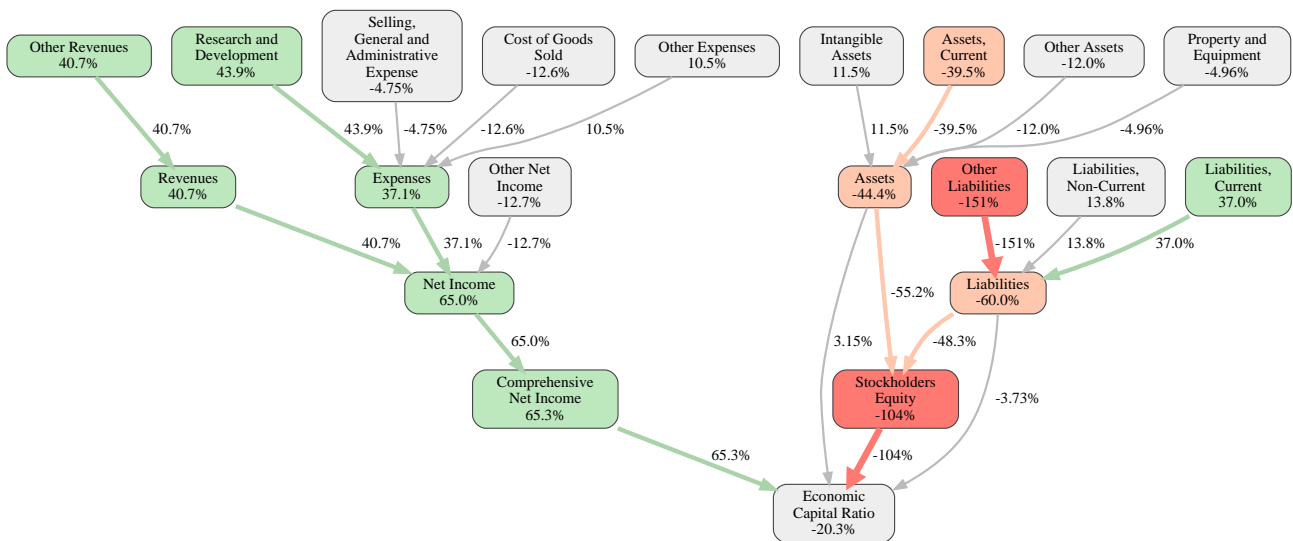 Other Revenues
40.7%
Research and
Development
43.9%
Selling,
General and
Administrative
Expense
-4.75%
Cost of Goods
Sold
-12.6%
Other Expenses
10.5%
Intangible
Assets
11.5%
Assets,
Current
-39.5%
Other Assets
-12.0%
Property and
Equipment
-4.96%
40.7%
43.9%
-4.75%
-12.6%
10.5%
11.5%
-39.5%
-12.0%
-4.96%
Revenues
40.7%
Expenses
37.1%
Other Net
Income
-12.7%
Assets
-44.4%
Other
Liabilities
-151%
Liabilities,
Non-Current
13.8%
Liabilities,
Current
37.0%
40.7%
37.1%
-12.7%
-151%
13.8%
37.0%
Net Income
65.0%
-55.2%
Liabilities
-60.0%
65.0%
3.15%
-48.3%
Comprehensive
Net Income
65.3%
Stockholders
Equity
-104%
-3.73%
65.3%
-104%
Economic
Capital Ratio
-20.3%